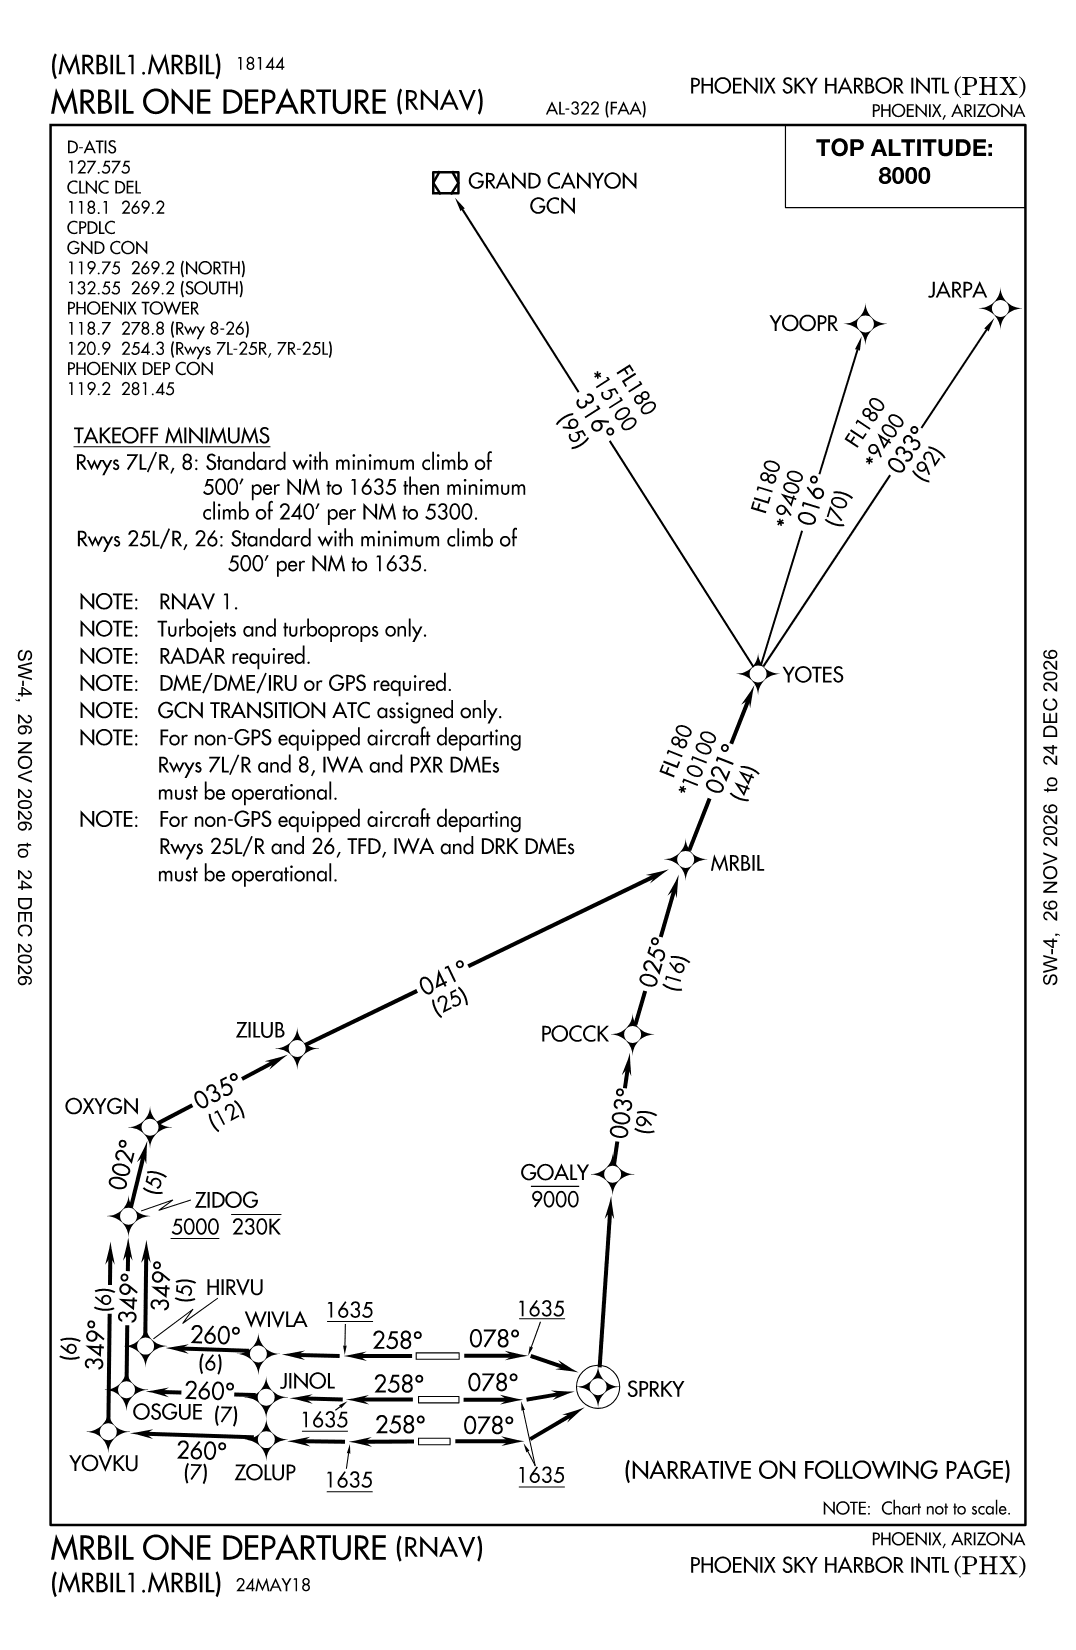 (MRBIL1.MRBIL) 18144
MRBIL ONE DEPARTURE (RNAV)
AL-322 (FAA)
PHOENIX SKY HARBOR INTL (PHX)
PHOENIX, ARIZONA
D-ATIS
127.575
CLNC DEL
118.1 269.2
CPDLC
GND CON
119.75 269.2 (NORTH)
132.55 269.2 (SOUTH)
PHOENIX TOWER
118.7 278.8 (Rwy 8-26)
120.9 254.3 (Rwys 7L-25R, 7R-25L)
PHOENIX DEP CON
119.2 281.45
TOP ALTITUDE:
8000
GRAND CANYON
GCN
JARPA
YOOPR
FL180
*15100
316°
(95)
FL180
*9400
016°
(70)
FL180
*9400
033°
(92)
TAKEOFF MINIMUMS
Rwys 7L/R, 8: Standard with minimum climb of
500' per NM to 1635 then minimum
climb of 240' per NM to 5300.
Rwys 25L/R, 26: Standard with minimum climb of
500' per NM to 1635.
NOTE: RNAV 1.
NOTE: Turbojets and turboprops only.
NOTE: RADAR required.
NOTE: DME/DME/IRU or GPS required.
NOTE: GCN TRANSITION ATC assigned only.
NOTE: For non-GPS equipped aircraft departing
Rwys 7L/R and 8, IWA and PXR DMEs
must be operational.
NOTE: For non-GPS equipped aircraft departing
Rwys 25L/R and 26, TFD, IWA and DRK DMEs
must be operational.
SW-4, 26 NOV 2026 to 24 DEC 2026
SW-4, 26 NOV 2026 to 24 DEC 2026
YOTES
FL180
*10100
021°
(44)
MRBIL
041°
(25)
025°
(16)
ZILUB
POCCK
035°
(12)
OXYGN
003°
(9)
002°
(5)
GOALY
9000
ZIDOG
5000 230K
349°
(6)
349°
(6)
349°
(5)
HIRVU
WIVLA
260°
(6)
1635
258°
078°
1635
JINOL
260°
OSGUE (7)
1635
258°
078°
SPRKY
YOVKU
260°
(7)
ZOLUP
1635
258°
078°
1635
(NARRATIVE ON FOLLOWING PAGE)
NOTE: Chart not to scale.
MRBIL ONE DEPARTURE (RNAV)
(MRBIL1.MRBIL) 24MAY18
PHOENIX, ARIZONA
PHOENIX SKY HARBOR INTL (PHX)